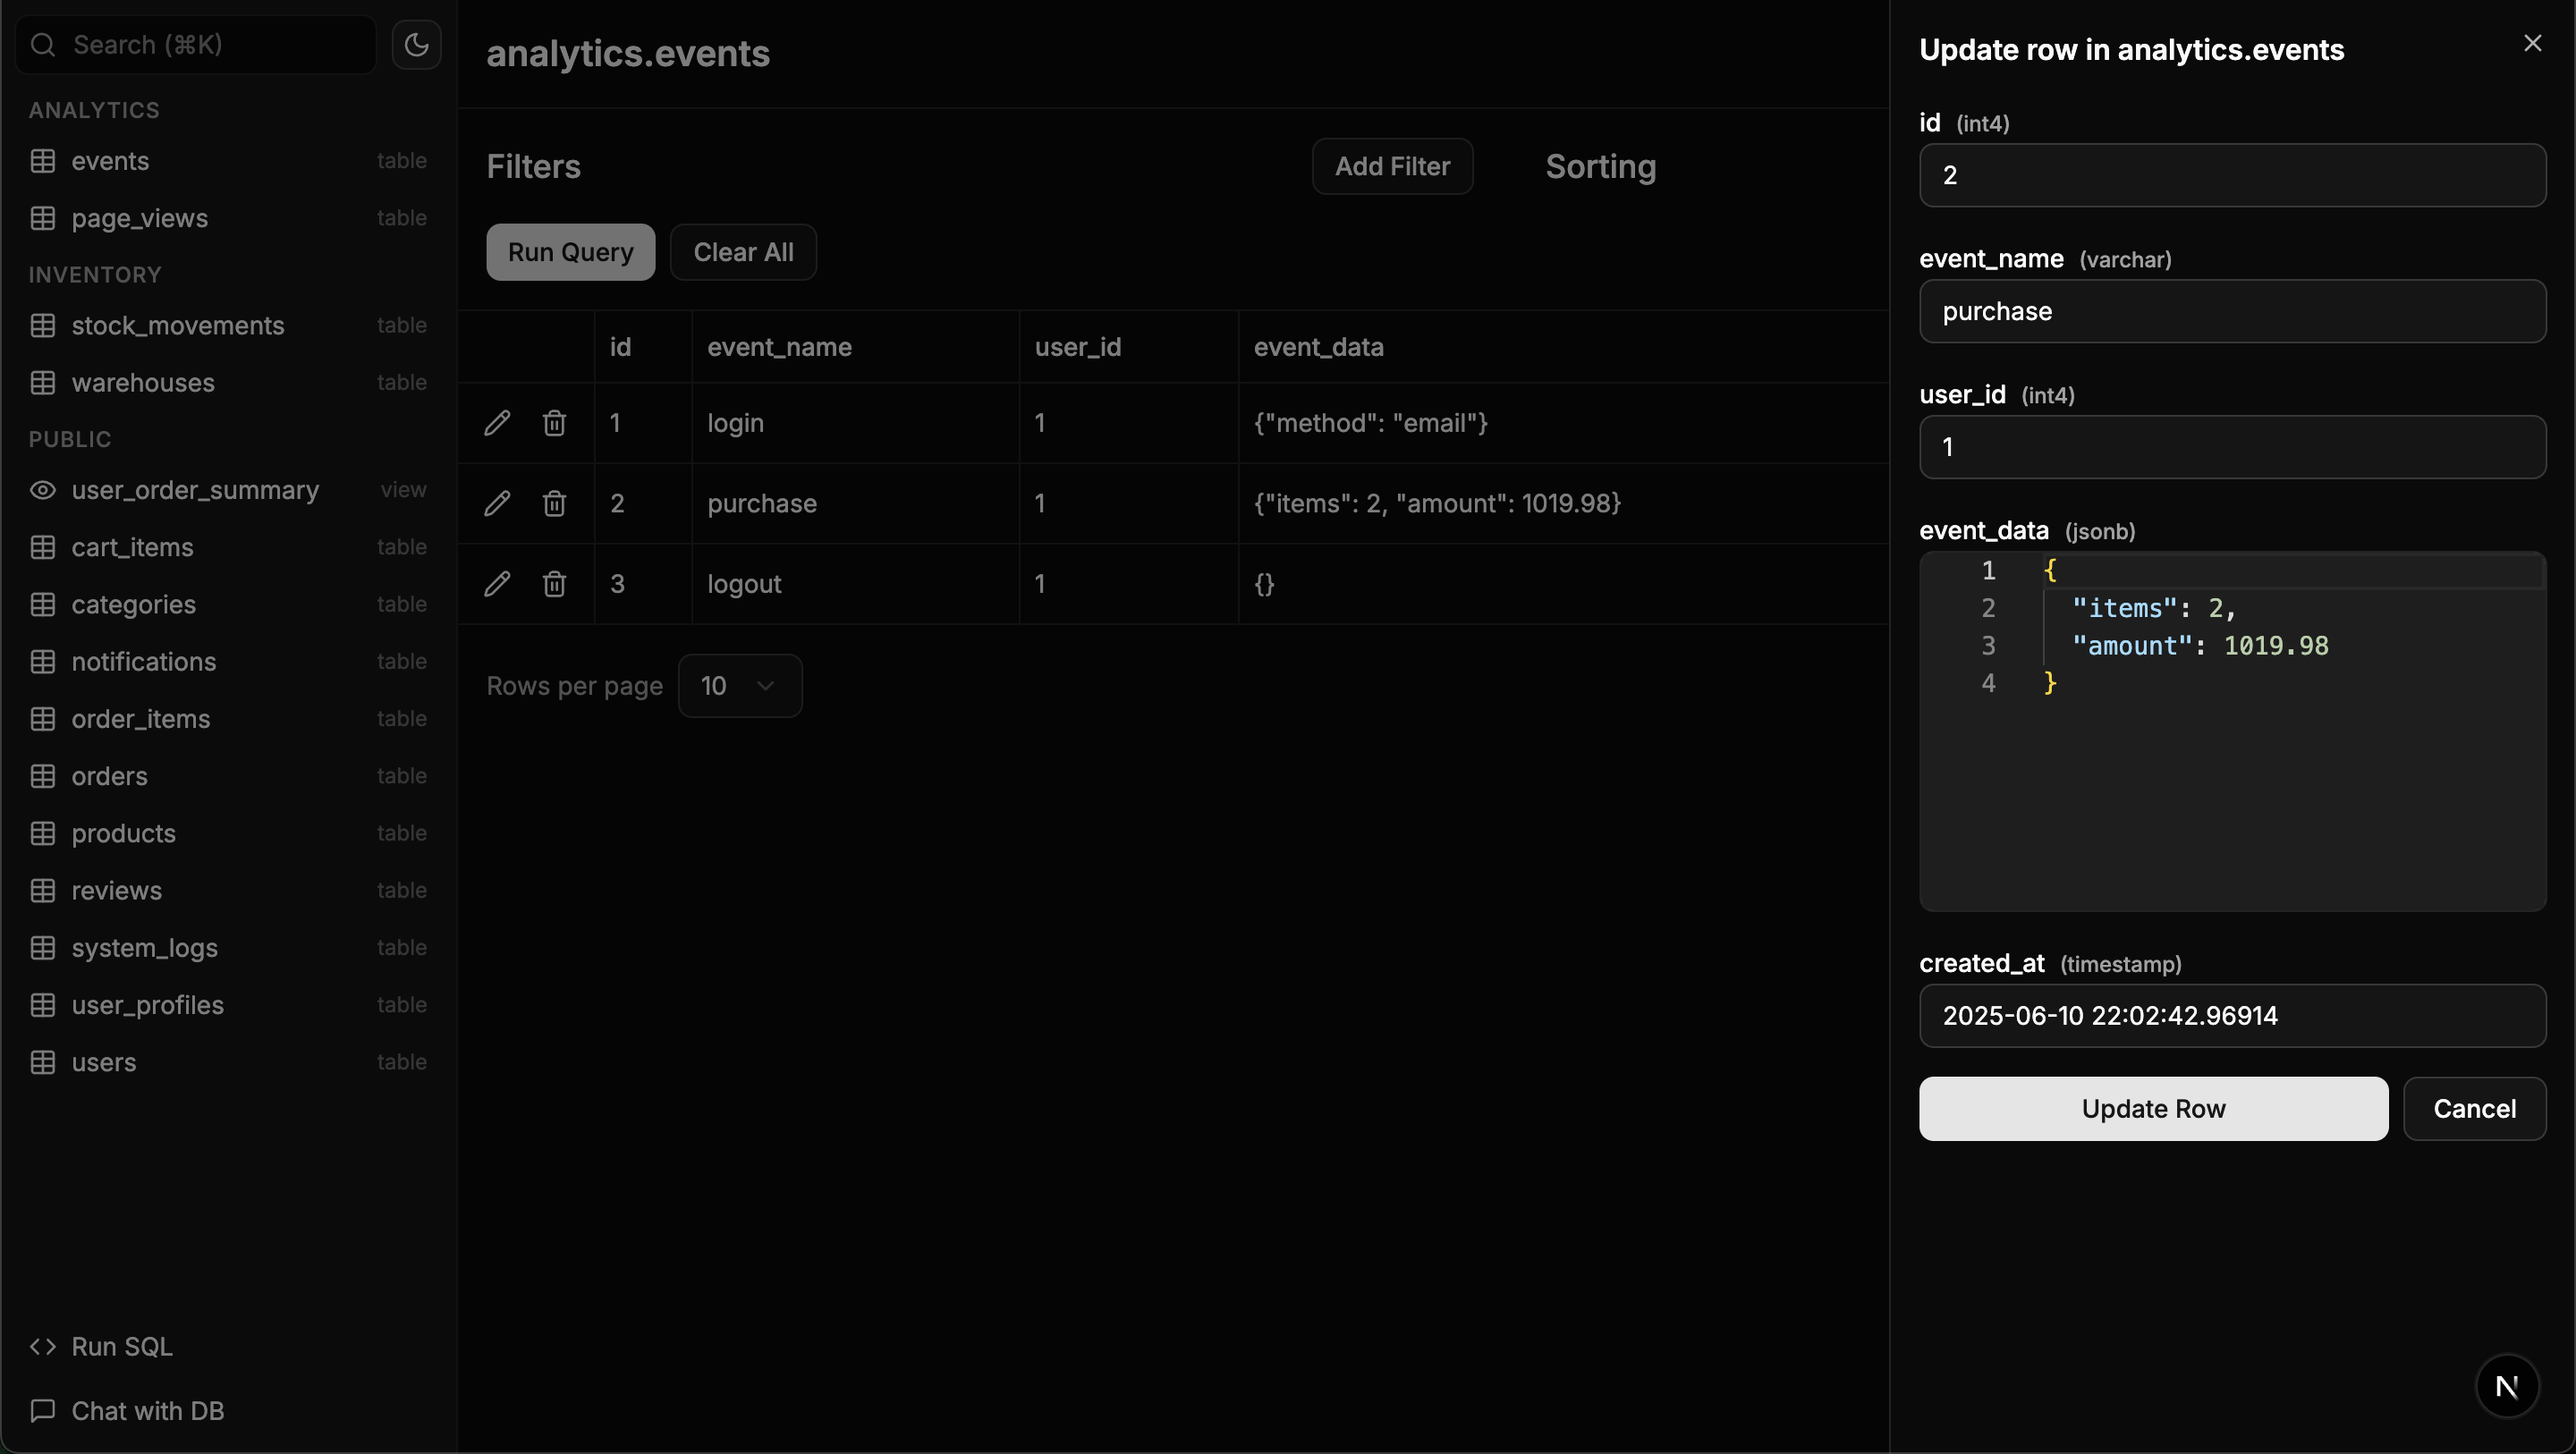 Search (⌘K)
ANALYTICS
events table
page_views table
INVENTORY
stock_movements table
warehouses table
PUBLIC
user_order_summary view
cart_items table
categories table
notifications table
order_items table
orders table
products table
reviews table
system_logs table
user_profiles table
users table
Run SQL
Chat with DB
analytics.events
Filters Add Filter Sorting
Run Query Clear All
id event_name user_id event_data
1 login 1 {"method": "email"}
2 purchase 1 {"items": 2, "amount": 1019.98}
3 logout 1 {}
Rows per page 10
Update row in analytics.events
id (int4)
2
event_name (varchar)
purchase
user_id (int4)
1
event_data (jsonb)
1 {
2 "items": 2,
3 "amount": 1019.98
4 }
created_at (timestamp)
2025-06-10 22:02:42.96914
Update Row Cancel
N